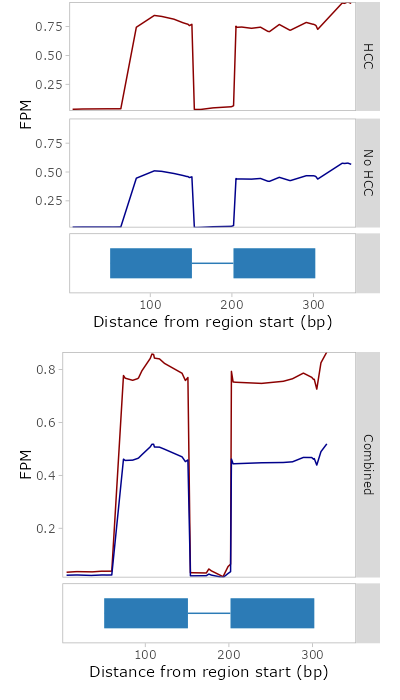 0.75
0.50
0.25
HCC
FPM
0.75
0.50
0.25
No HCC
100 200 300
Distance from region start (bp)
0.8
0.6
0.4
0.2
FPM
Combined
100 200 300
Distance from region start (bp)